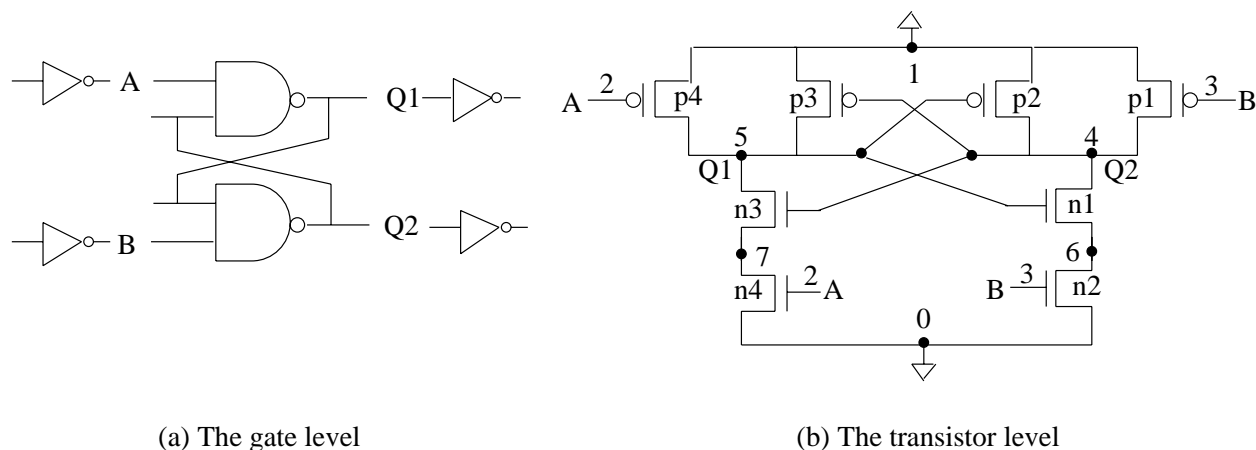 A
Q1
B
Q2
(a) The gate level
1
A 2 p4 p3 p2 p1 3 B
5 4
Q1 Q2
n3 n1
7 6
n4 2 A B 3 n2
0
(b) The transistor level